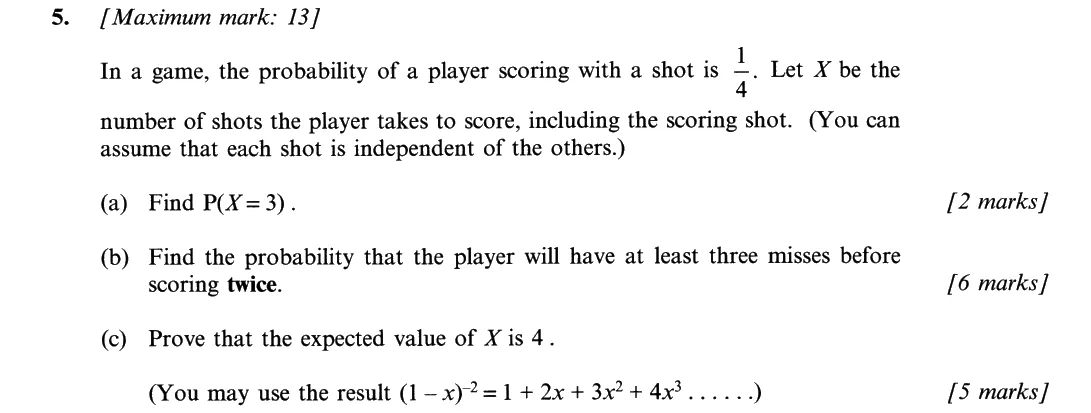 5. [Maximum mark: 13]
In a game, the probability of a player scoring with a shot is 1/4. Let X be the
number of shots the player takes to score, including the scoring shot. (You can
assume that each shot is independent of the others.)
(a) Find P(X = 3). [2 marks]
(b) Find the probability that the player will have at least three misses before
scoring twice. [6 marks]
(c) Prove that the expected value of X is 4.
(You may use the result (1 – x)⁻² = 1 + 2x + 3x² + 4x³ ......) [5 marks]